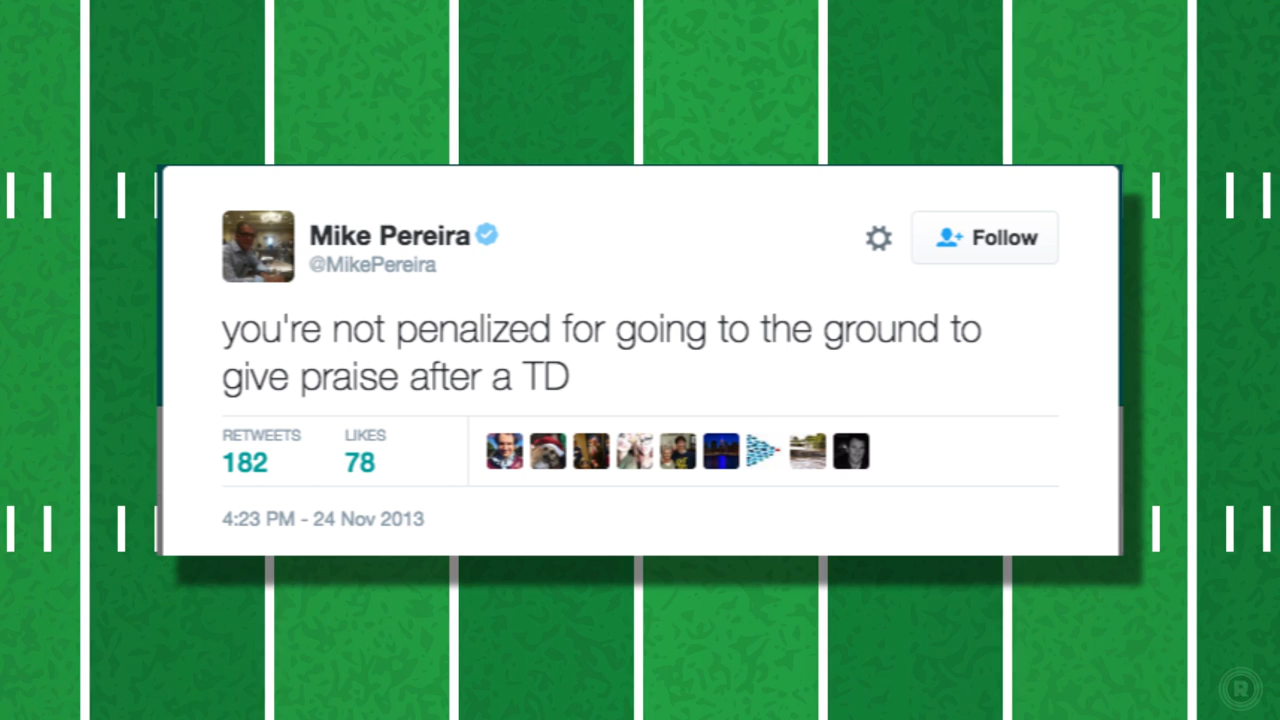 Mike Pereira
@MikePereira
Follow
you're not penalized for going to the ground to
give praise after a TD
RETWEETS LIKES
182 78
4:23 PM - 24 Nov 2013
R